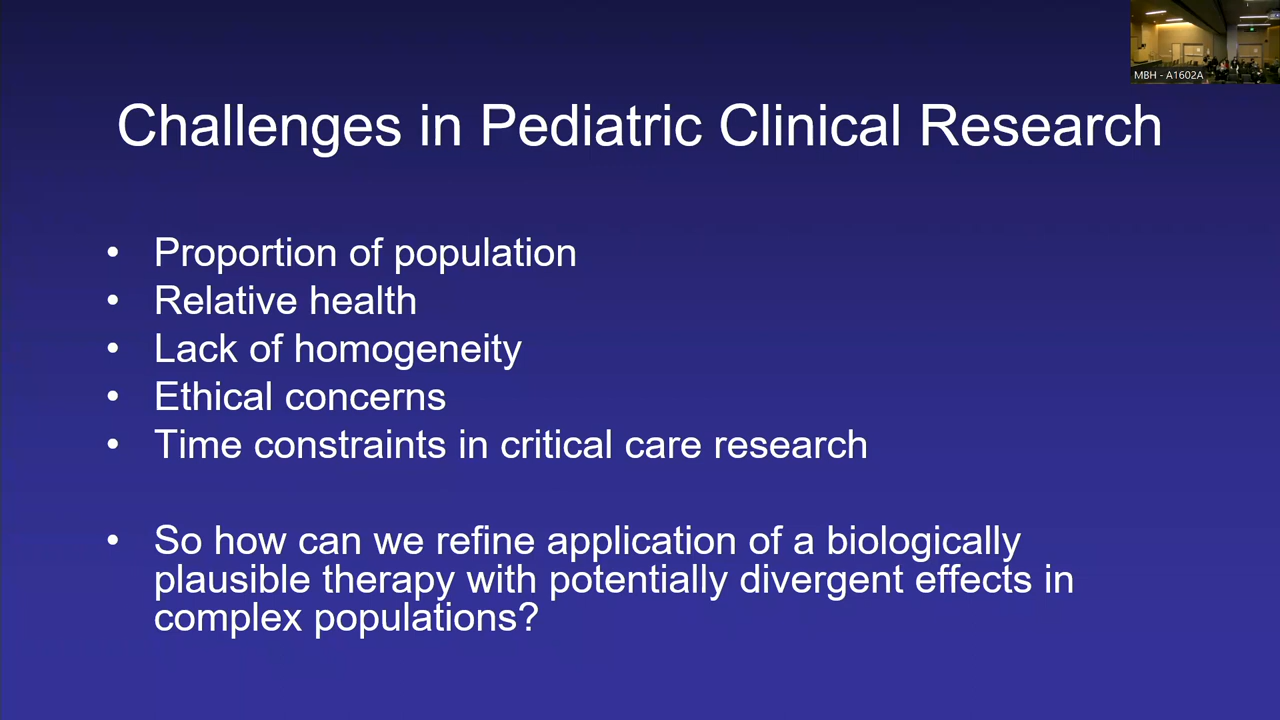 MBH - A1602A
Challenges in Pediatric Clinical Research
• Proportion of population
• Relative health
• Lack of homogeneity
• Ethical concerns
• Time constraints in critical care research
• So how can we refine application of a biologically
plausible therapy with potentially divergent effects in
complex populations?